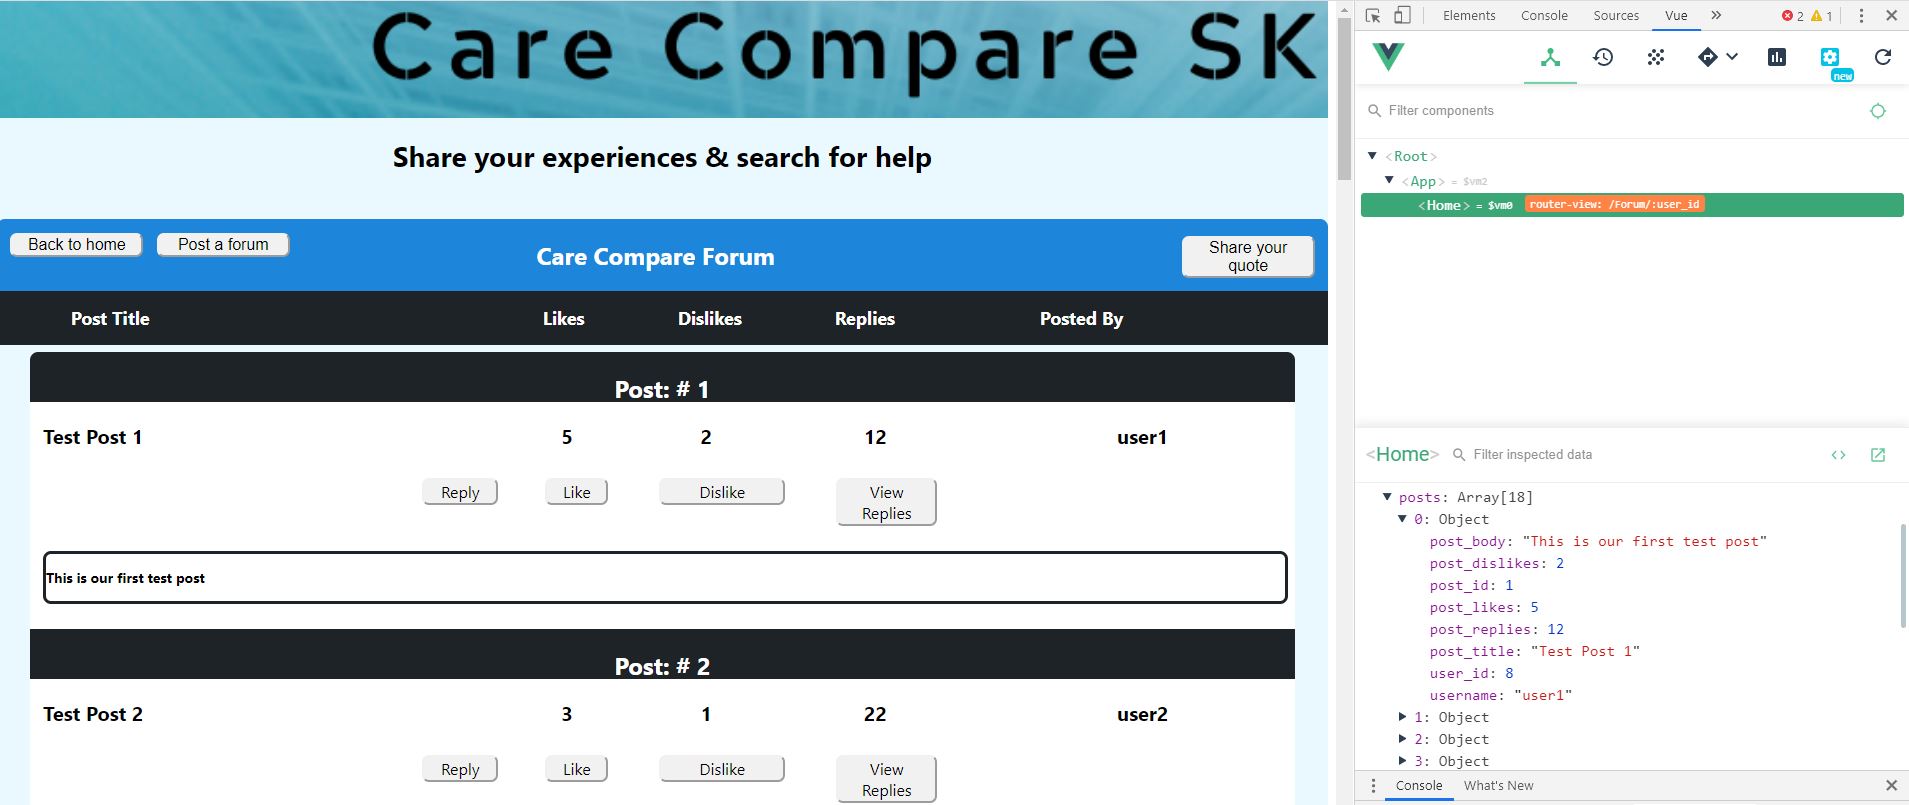 Care Compare SK
Share your experiences & search for help
Back to home
Post a forum
Care Compare Forum
Share your
quote
Post Title Likes Dislikes Replies Posted By
Post: # 1
Test Post 1 5 2 12 user1
Reply Like Dislike View
Replies
This is our first test post
Post: # 2
Test Post 2 3 1 22 user2
Reply Like Dislike View
Replies
Elements Console Sources Vue » 2 1
new
Filter components
<Root>
<App> = $vm2
<Home> = $vm0 router-view: /Forum/:user_id
<Home> Filter inspected data
posts: Array[18]
0: Object
post_body: "This is our first test post"
post_dislikes: 2
post_id: 1
post_likes: 5
post_replies: 12
post_title: "Test Post 1"
user_id: 8
username: "user1"
1: Object
2: Object
3: Object
Console What's New